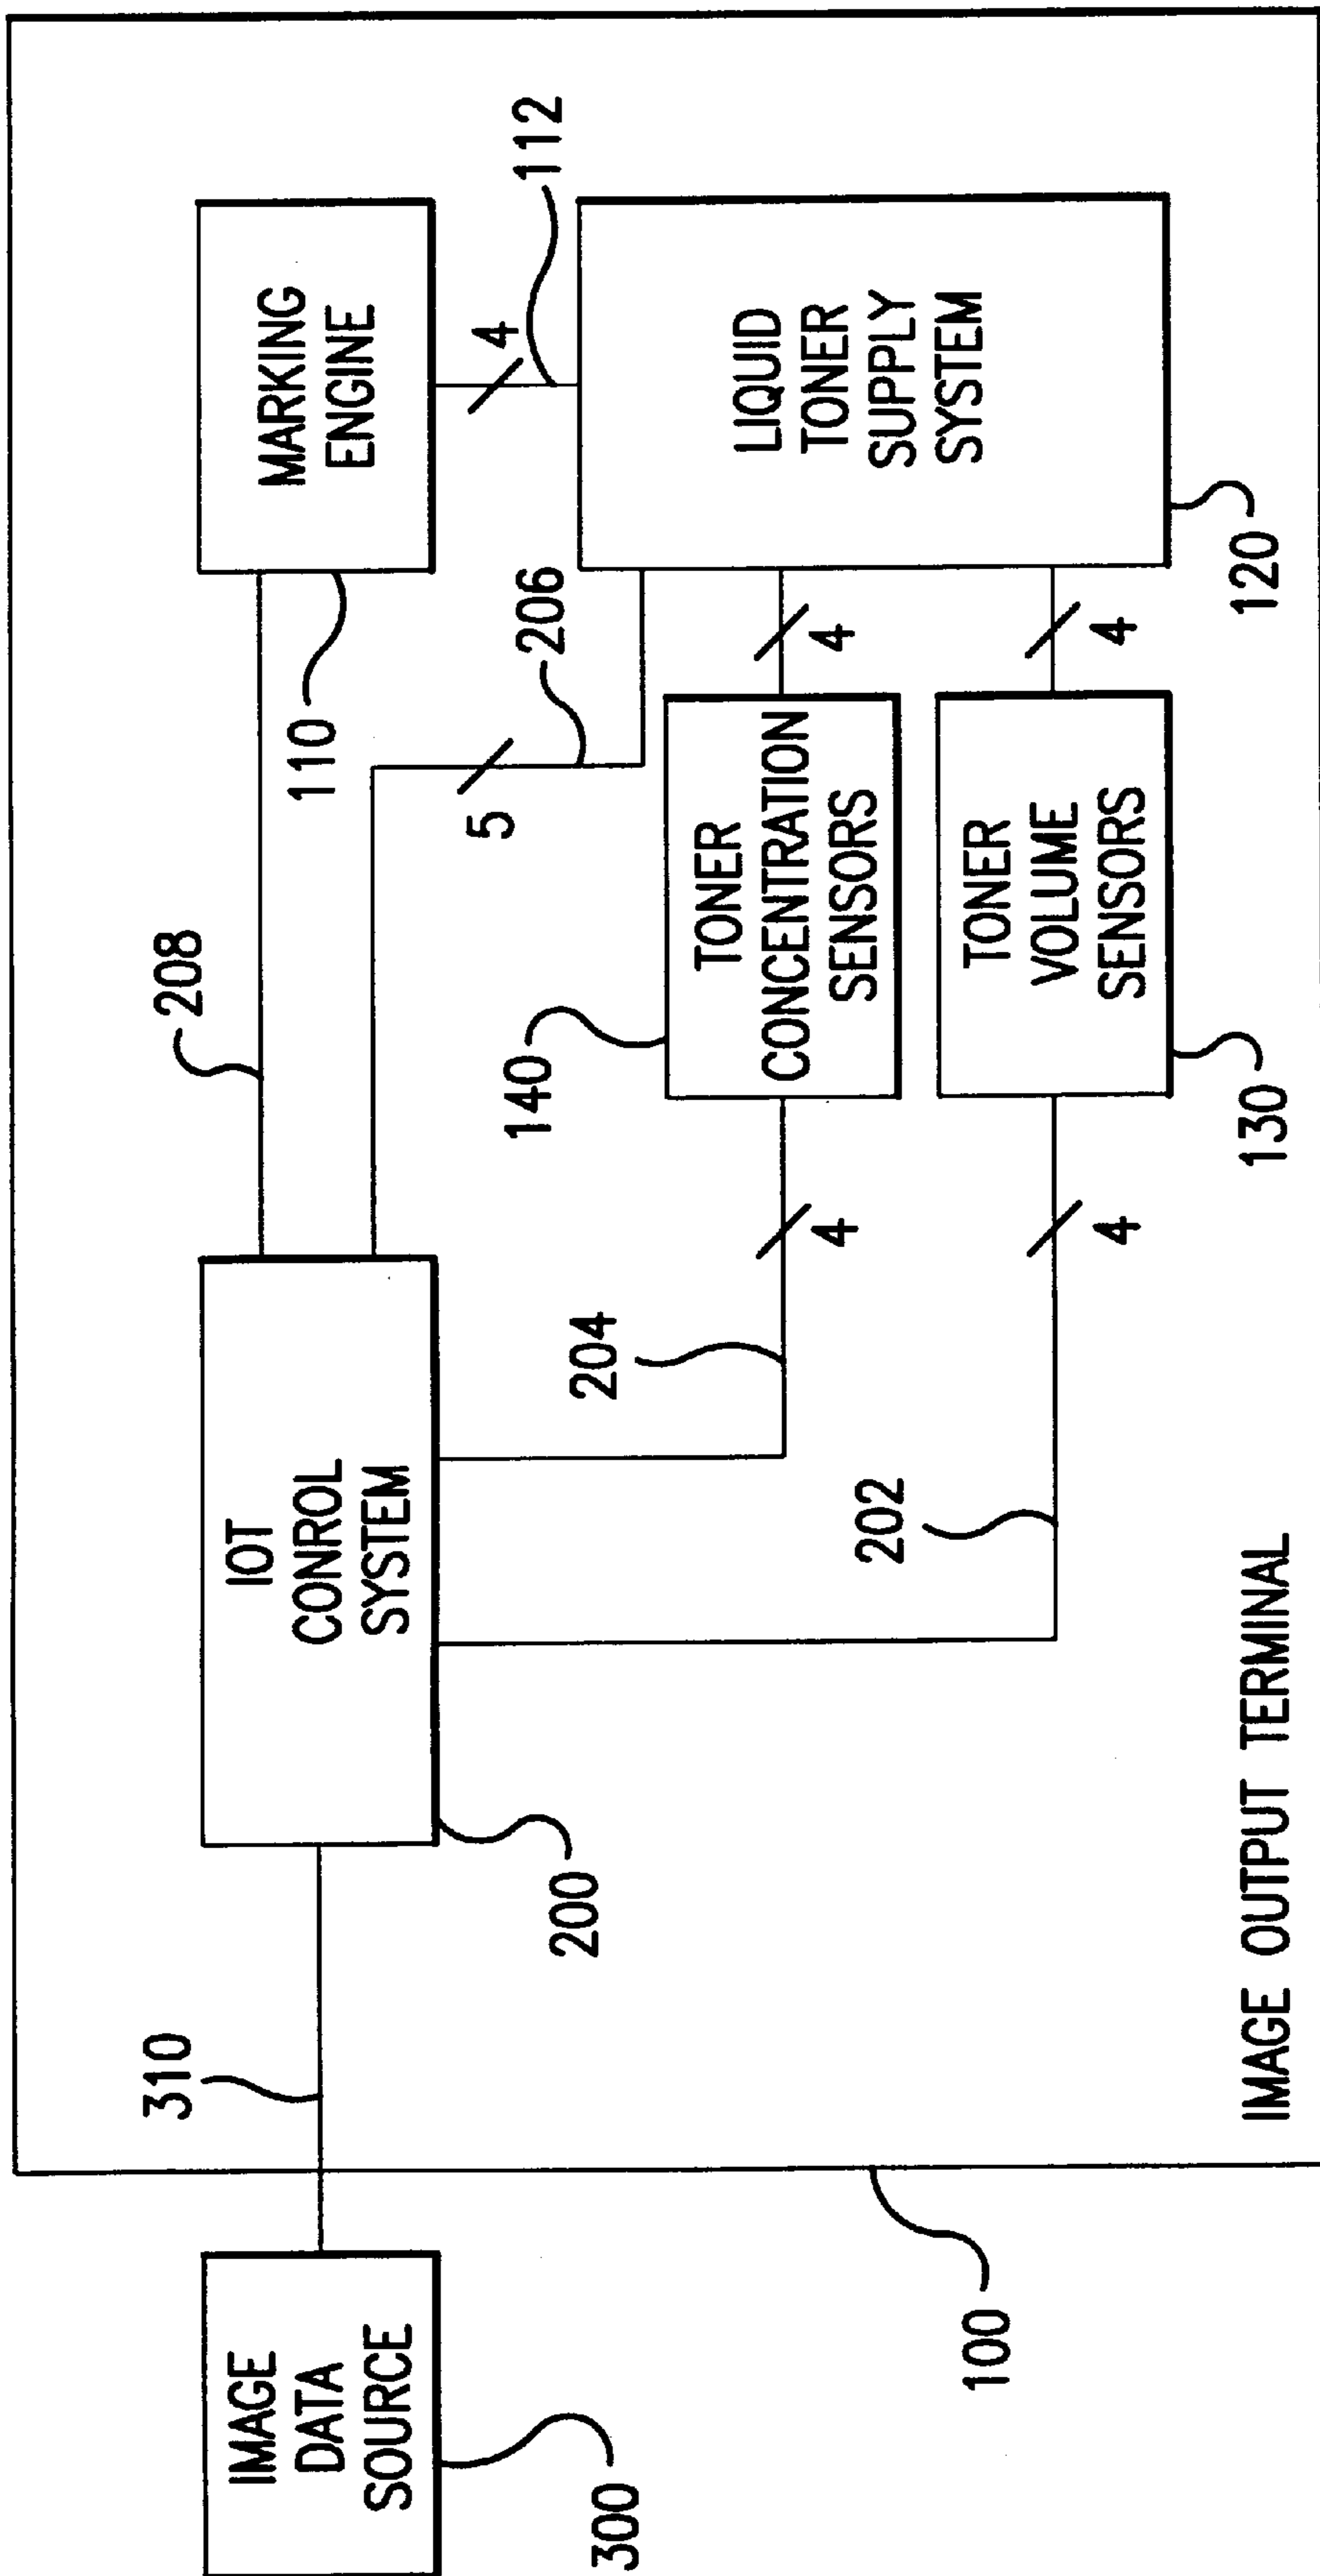 IMAGE
DATA
SOURCE
300
310
100
IOT
CONROL
SYSTEM
200
208
MARKING
ENGINE
110
4
112
5
206
204
4
140
TONER
CONCENTRATION
SENSORS
4
LIQUID
TONER
SUPPLY
SYSTEM
120
202
4
TONER
VOLUME
SENSORS
130
4
IMAGE OUTPUT TERMINAL